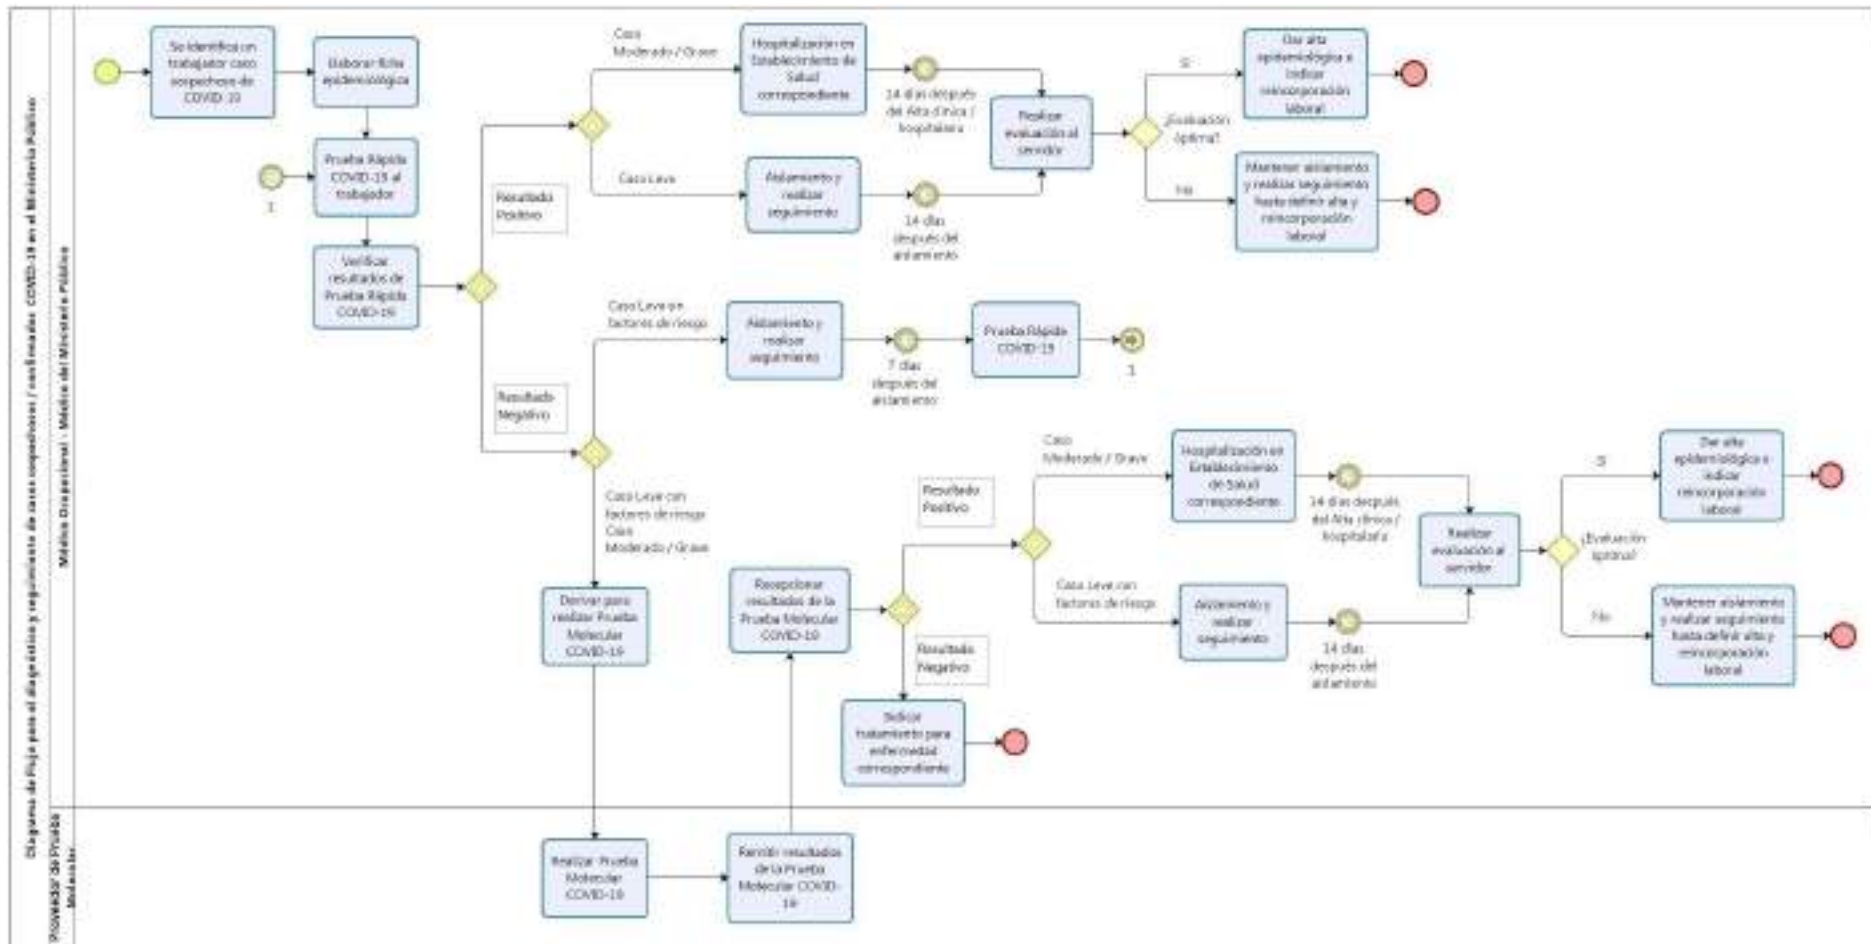 Diagrama de Flujo para el diagnóstico y seguimiento de casos sospechosos / confirmados COVID-19 en el Ministerio Público
Médico Ocupacional - Médico del Ministerio Público
Se identifica un
trabajador caso
sospechoso de
COVID-19
Elaborar ficha
epidemiológica
1
Prueba Rápida
COVID-19 al
trabajador
Verificar
resultados de
Prueba Rápida
COVID-19
Resultado
Positivo
Caso
Moderado / Grave
Hospitalización en
Establecimiento de
Salud
correspondiente
14 días después
del Alta clínica /
hospitalaria
Caso Leve
Aislamiento y
realizar
seguimiento
14 días
después del
aislamiento
Realizar
evaluación al
servidor
¿Evaluación
óptima?
Si
Dar alta
epidemiológica e
indicar
reincorporación
laboral
No
Mantener aislamiento
y realizar seguimiento
hasta definir alta y
reincorporación
laboral
Resultado
Negativo
Caso Leve sin
factores de riesgo
Aislamiento y
realizar
seguimiento
7 días
después del
aislamiento
Prueba Rápida
COVID-19
1
Caso Leve con
factores de riesgo
Caso
Moderado / Grave
Derivar para
realizar Prueba
Molecular
COVID-19
Recepcionar
resultados de la
Prueba Molecular
COVID-19
Resultado
Positivo
Caso
Moderado / Grave
Hospitalización en
Establecimiento
de Salud
correspondiente
14 días después
del Alta clínica /
hospitalaria
Caso Leve con
factores de riesgo
Aislamiento y
realizar
seguimiento
14 días
después del
aislamiento
Realizar
evaluación al
servidor
¿Evaluación
óptima?
Si
Dar alta
epidemiológica e
indicar
reincorporación
laboral
No
Mantener aislamiento
y realizar seguimiento
hasta definir alta y
reincorporación
laboral
Resultado
Negativo
Indicar
tratamiento para
enfermedad
correspondiente
Proveedor de Prueba
Molecular
Realizar Prueba
Molecular
COVID-19
Remitir resultados
de la Prueba
Molecular COVID-
19